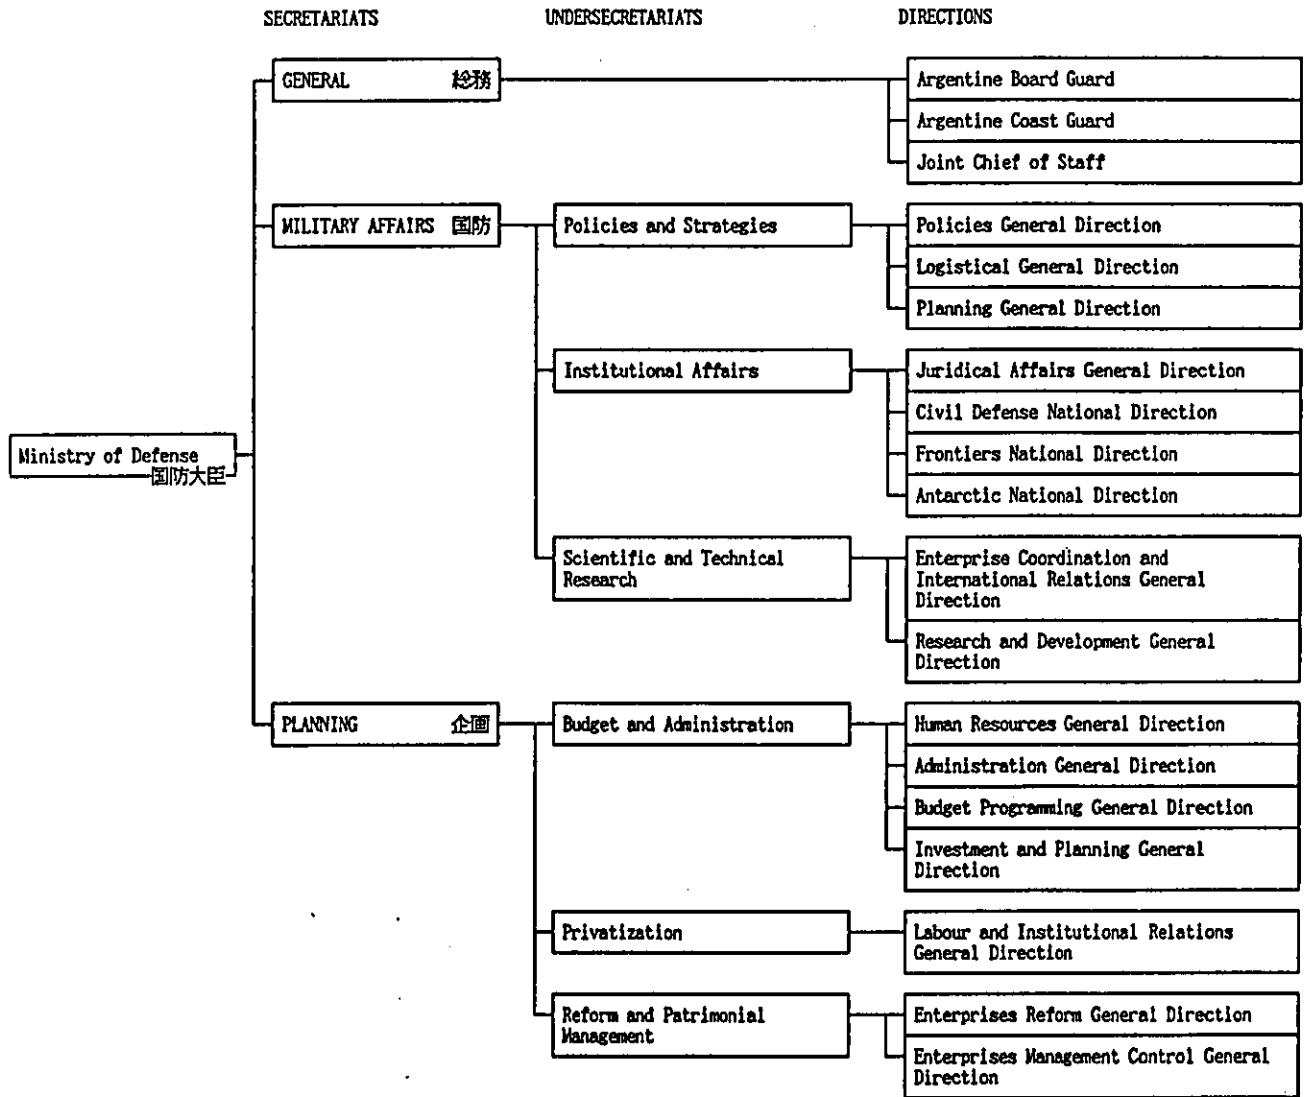 SECRETARIATS UNDERSECRETARIATS DIRECTIONS
GENERAL 総務
Argentine Board Guard
Argentine Coast Guard
Joint Chief of Staff
MILITARY AFFAIRS 国防
Policies and Strategies
Policies General Direction
Logistical General Direction
Planning General Direction
Institutional Affairs
Juridical Affairs General Direction
Civil Defense National Direction
Frontiers National Direction
Antarctic National Direction
Ministry of Defense
国防大臣
Scientific and Technical
Research
Enterprise Coordination and
International Relations General
Direction
Research and Development General
Direction
PLANNING 企画
Budget and Administration
Human Resources General Direction
Administration General Direction
Budget Programming General Direction
Investment and Planning General
Direction
Privatization
Labour and Institutional Relations
General Direction
Reform and Patrimonial
Management
Enterprises Reform General Direction
Enterprises Management Control General
Direction